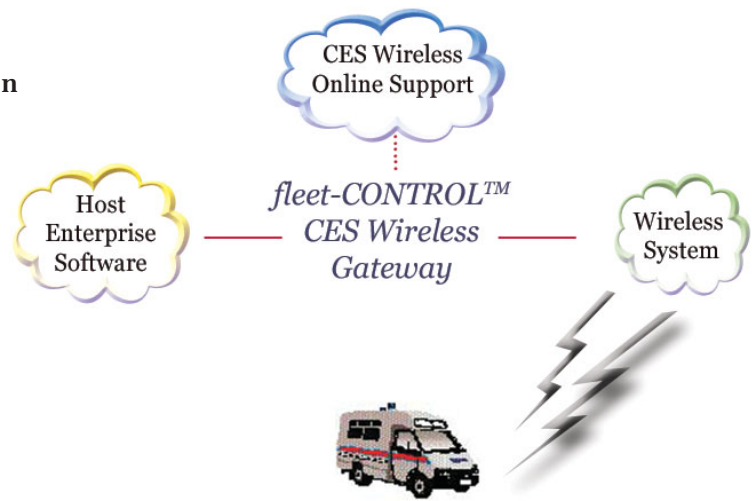 CES Wireless
Online Support
n
fleet-CONTROL™
CES Wireless
Gateway
Host
Enterprise
Software
Wireless
System